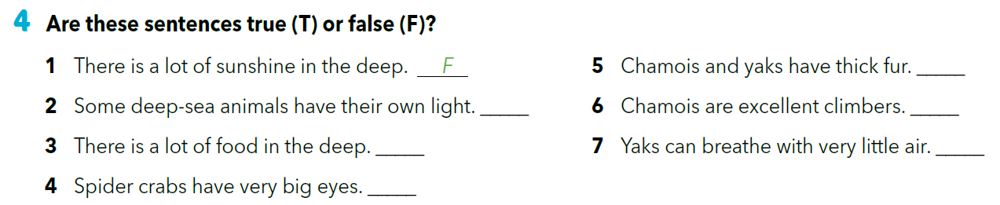 4 Are these sentences true (T) or false (F)?
1 There is a lot of sunshine in the deep. F
2 Some deep-sea animals have their own light. _____
3 There is a lot of food in the deep. _____
4 Spider crabs have very big eyes. _____
5 Chamois and yaks have thick fur. _____
6 Chamois are excellent climbers. _____
7 Yaks can breathe with very little air. _____